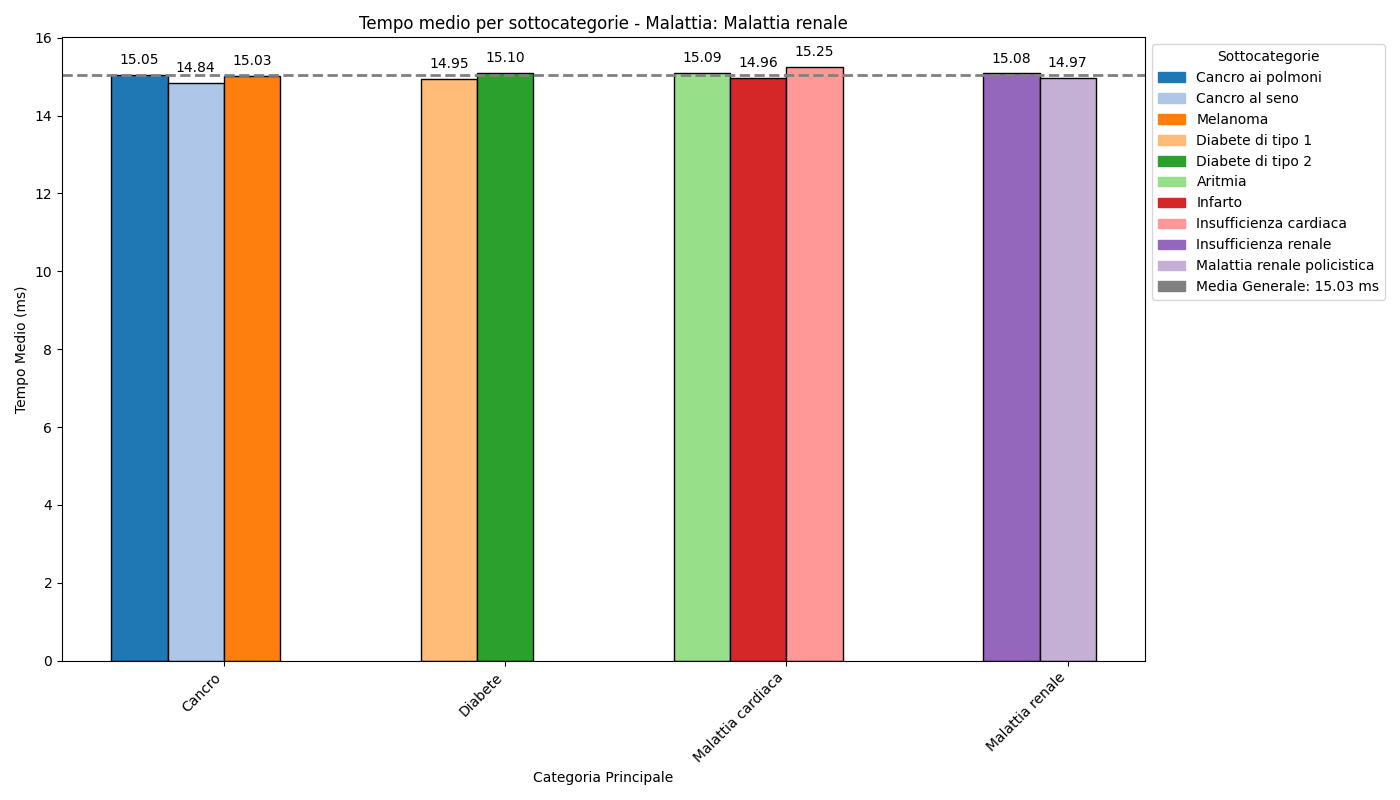 Tempo medio per sottocategorie - Malattia: Malattia renale
Tempo Medio (ms)
16
14
12
10
8
6
4
2
0
15.05
14.84
15.03
14.95
15.10
15.09
14.96
15.25
15.08
14.97
Cancro
Diabete
Malattia cardiaca
Malattia renale
Categoria Principale
Sottocategorie
Cancro ai polmoni
Cancro al seno
Melanoma
Diabete di tipo 1
Diabete di tipo 2
Aritmia
Infarto
Insufficienza cardiaca
Insufficienza renale
Malattia renale policistica
Media Generale: 15.03 ms